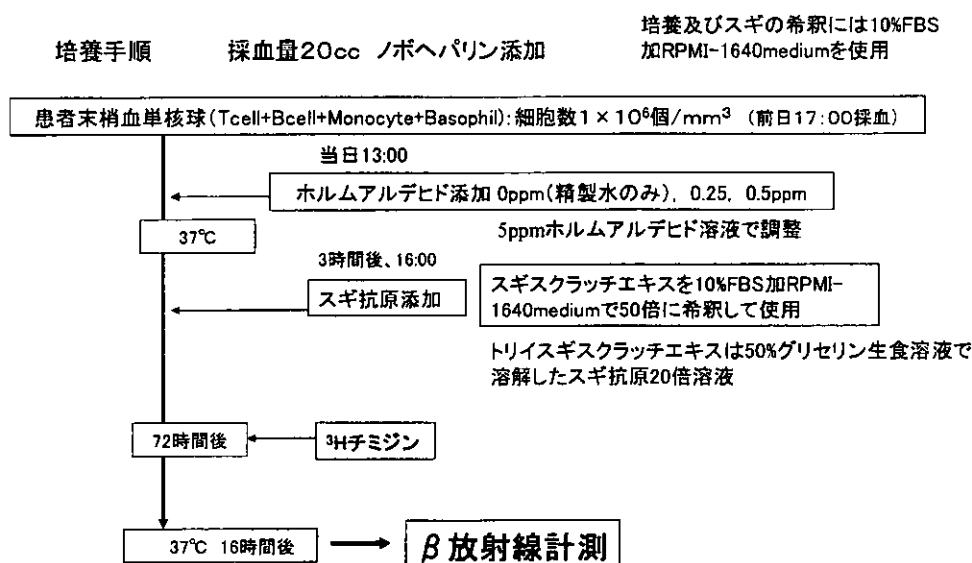 培養手順 採血量20cc ノボヘパリン添加
培養及びスギの希釈には10%FBS
加RPMI-1640mediumを使用
患者末梢血単核球(Tcell+Bcell+Monocyte+Basophil):細胞数1×10⁶個/mm³ (前日17:00採血)
当日13:00
ホルムアルデヒド添加 0ppm(精製水のみ), 0.25, 0.5ppm
5ppmホルムアルデヒド溶液で調整
37℃
3時間後、16:00
スギ抗原添加
スギスクラッチエキスを10%FBS加RPMI-
1640mediumで50倍に希釈して使用
トリイスギスクラッチエキスは50%グリセリン生食溶液で
溶解したスギ抗原20倍溶液
72時間後
³Hチミジン
37℃ 16時間後
β放射線計測